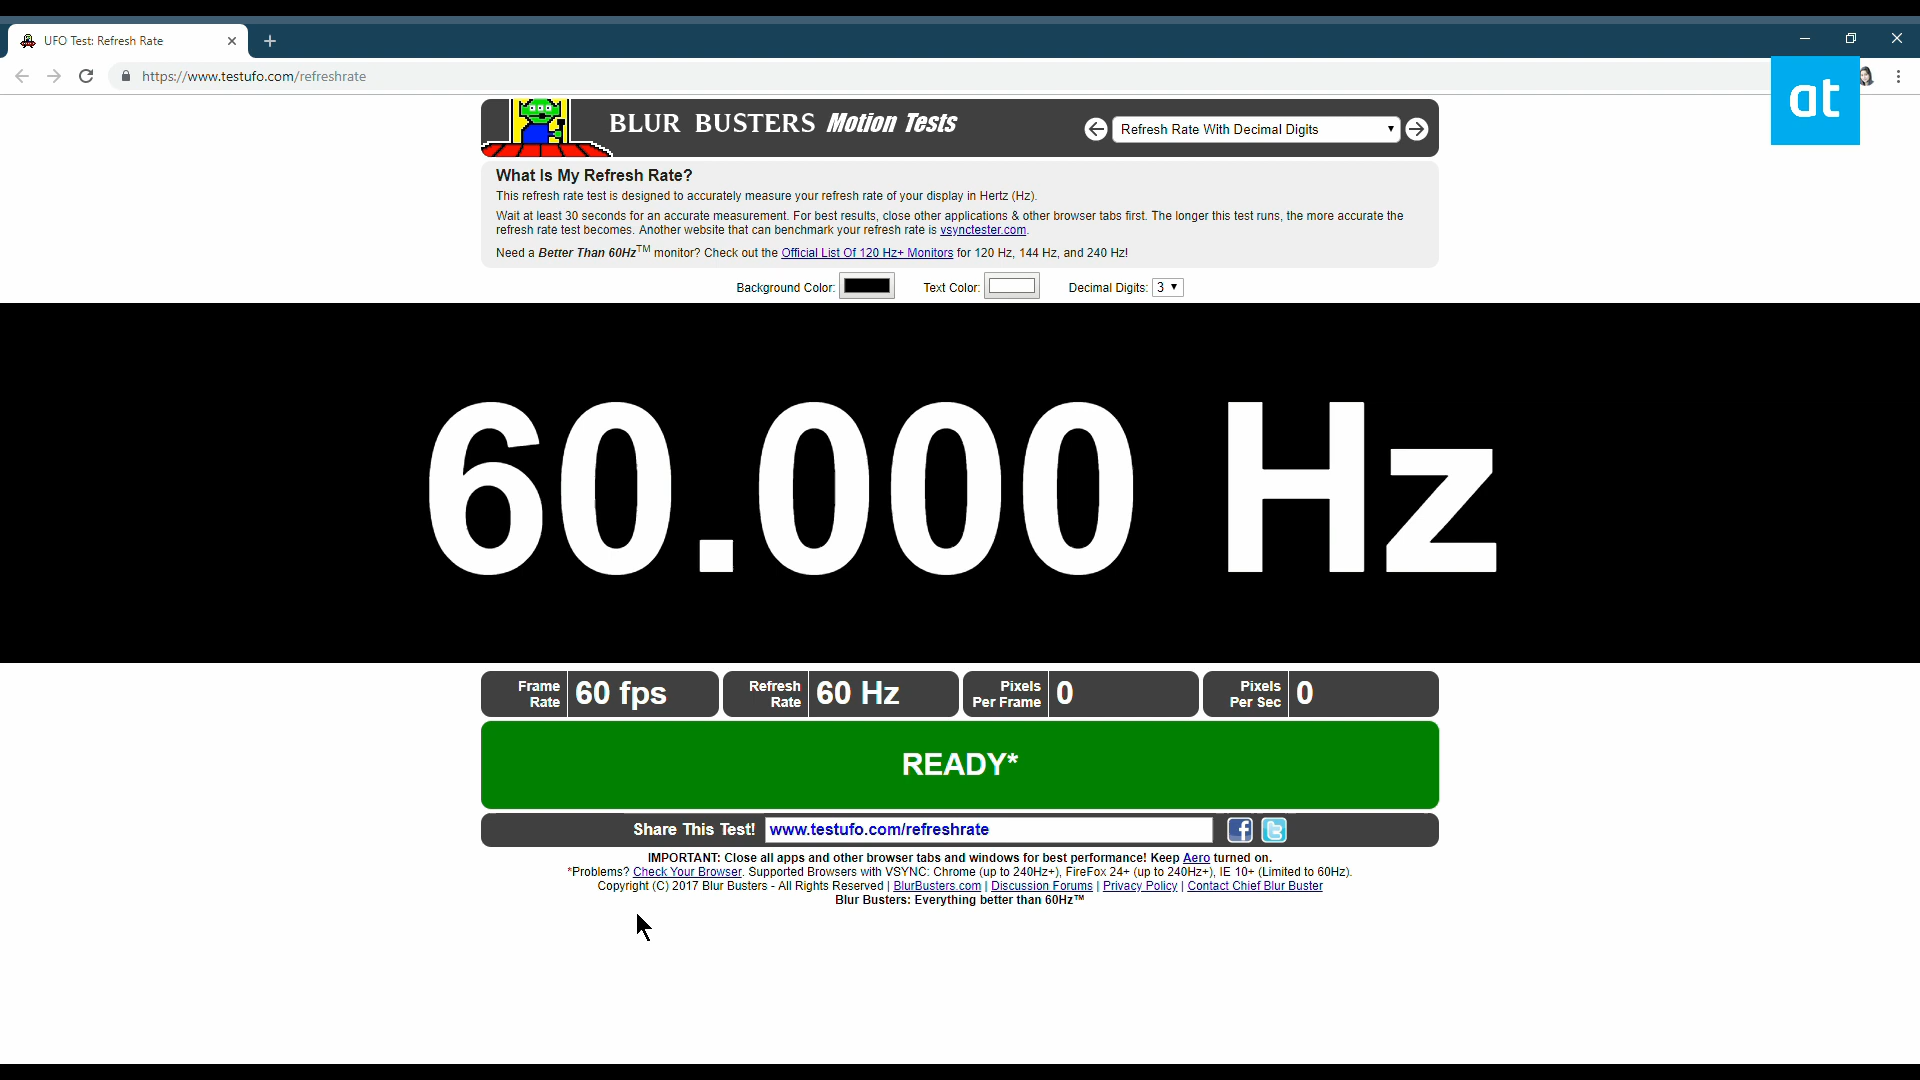 UFO Test: Refresh Rate
https://www.testufo.com/refreshrate
at
BLUR BUSTERS Motion Tests
Refresh Rate With Decimal Digits
What Is My Refresh Rate?
This refresh rate test is designed to accurately measure your refresh rate of your display in Hertz (Hz).
Wait at least 30 seconds for an accurate measurement. For best results, close other applications & other browser tabs first. The longer this test runs, the more accurate the
refresh rate test becomes. Another website that can benchmark your refresh rate is vsynctester.com.
Need a Better Than 60Hz™ monitor? Check out the Official List Of 120 Hz+ Monitors for 120 Hz, 144 Hz, and 240 Hz!
Background Color: Text Color: Decimal Digits: 3
60.000 Hz
Frame Rate 60 fps Refresh Rate 60 Hz Pixels Per Frame 0 Pixels Per Sec 0
READY*
Share This Test! www.testufo.com/refreshrate
IMPORTANT: Close all apps and other browser tabs and windows for best performance! Keep Aero turned on.
*Problems? Check Your Browser. Supported Browsers with VSYNC: Chrome (up to 240Hz+), FireFox 24+ (up to 240Hz+), IE 10+ (Limited to 60Hz).
Copyright (C) 2017 Blur Busters - All Rights Reserved | BlurBusters.com | Discussion Forums | Privacy Policy | Contact Chief Blur Buster
Blur Busters: Everything better than 60Hz™